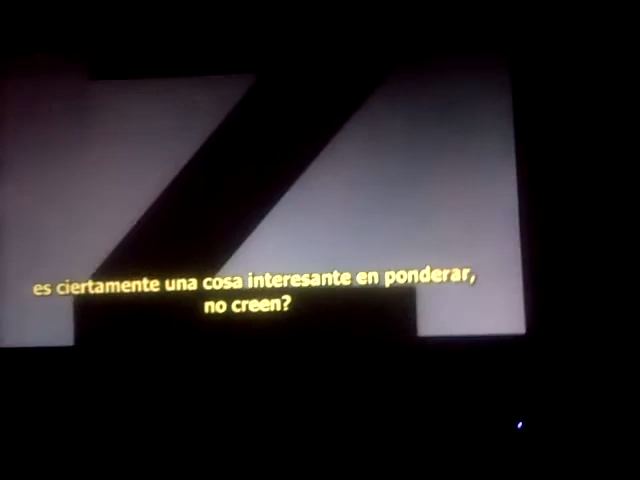 es ciertamente una cosa interesante en ponderar,
no creen?